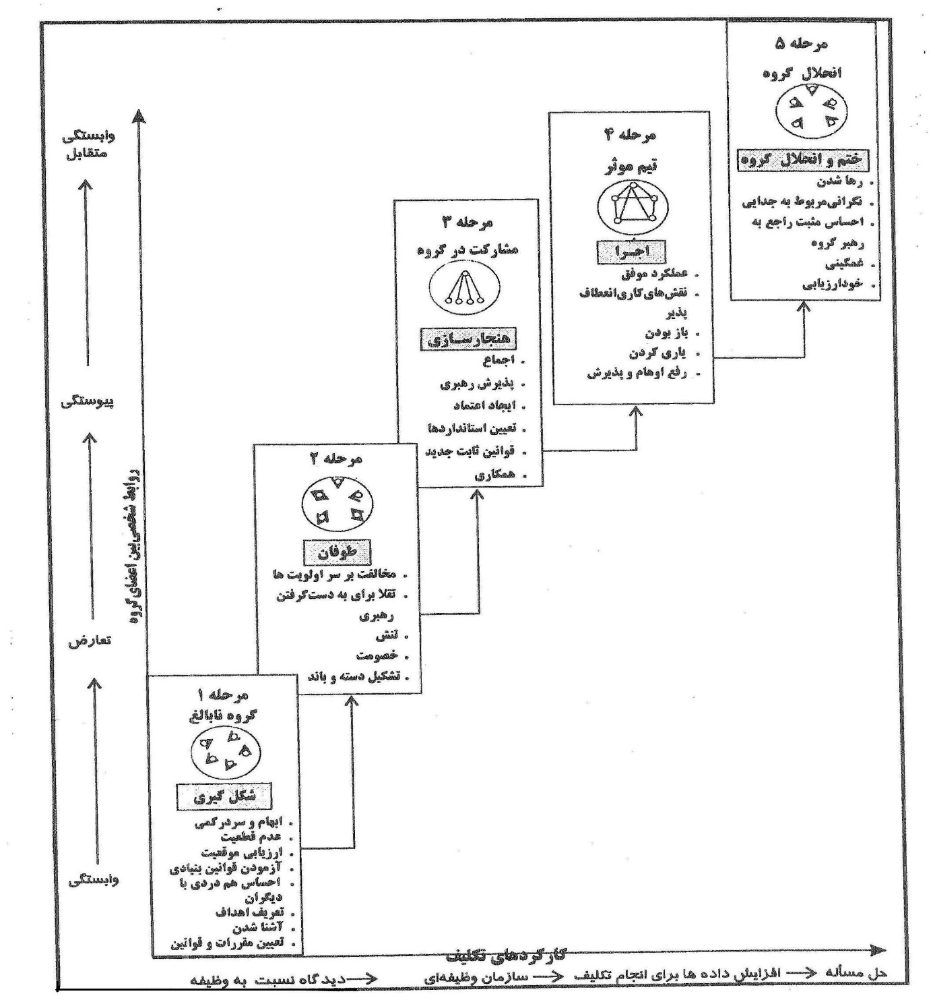 مرحله ۵
انحلال گروه
ختم و انحلال گروه
. رها شدن
. نگرانی مربوط به جدایی
. احساس مثبت راجع به
رهبر گروه
. غمگینی
. خودارزیابی
مرحله ۴
تیم موثر
اجرا
. عملکرد موفق
. نقش‌های کاری انعطاف
پذیر
. باز بودن
. یاری کردن
. رفع اوهام و پذیرش
مرحله ۳
مشارکت در گروه
هنجارسازی
. اجماع
. پذیرش رهبری
. ایجاد اعتماد
. تعیین استانداردها
. قوانین ثابت جدید
. همکاری
مرحله ۲
طوفان
. مخالفت بر سر اولویت ها
. تقلا برای به دست گرفتن
رهبری
. تنش
. خصومت
. تشکیل دسته و باند
مرحله ۱
گروه نابالغ
شکل گیری
. ابهام و سردرگمی
. عدم قطعیت
. ارزیابی موقعیت
. آزمودن قوانین بنیادی
. احساس هم دردی با
دیگران
. تعریف اهداف
. آشنا شدن
. تعیین مقررات و قوانین
وابستگی
متقابل
پیوستگی
تعارض
وابستگی
روابط شخصی بین اعضای گروه
کارکردهای تکلیف
حل مسأله
افزایش داده ها برای انجام تکلیف
سازمان وظیفه‌ای
دیدگاه نسبت به وظیفه